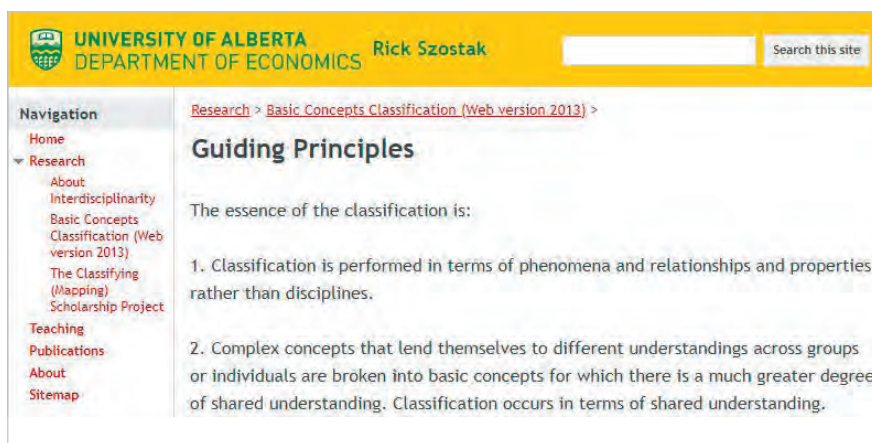 UNIVERSITY OF ALBERTA
DEPARTMENT OF ECONOMICS
Rick Szostak
Search this site
Navigation
Home
Research
About
Interdisciplinarity
Basic Concepts
Classification (Web
version 2013)
The Classifying
(Mapping)
Scholarship Project
Teaching
Publications
About
Sitemap
Research > Basic Concepts Classification (Web version 2013) >
Guiding Principles
The essence of the classification is:
1. Classification is performed in terms of phenomena and relationships and properties
rather than disciplines.
2. Complex concepts that lend themselves to different understandings across groups
or individuals are broken into basic concepts for which there is a much greater degree
of shared understanding. Classification occurs in terms of shared understanding.